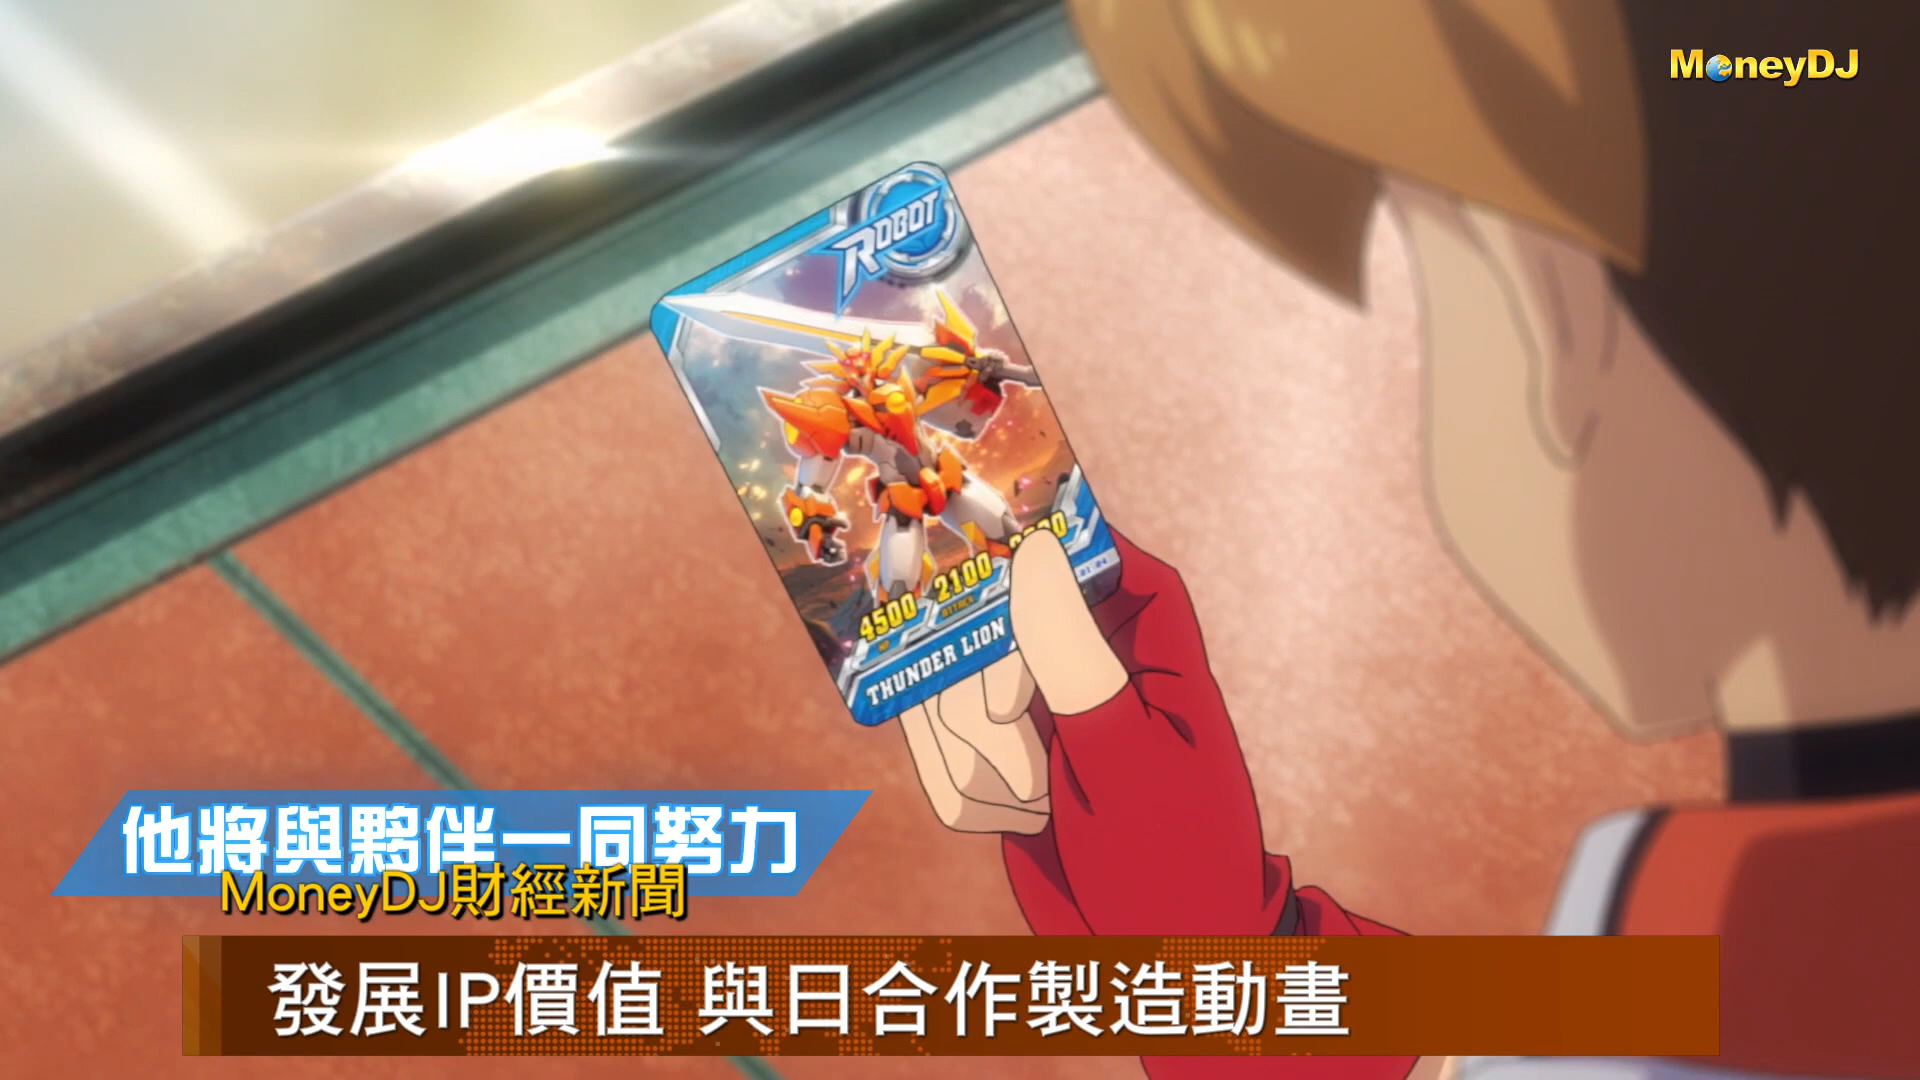 MoneyDJ
ROBOT
4500
2100
HP
ATTACK
THUNDER LION
他將與夥伴一同努力
MoneyDJ財經新聞
發展IP價值 與日合作製造動畫